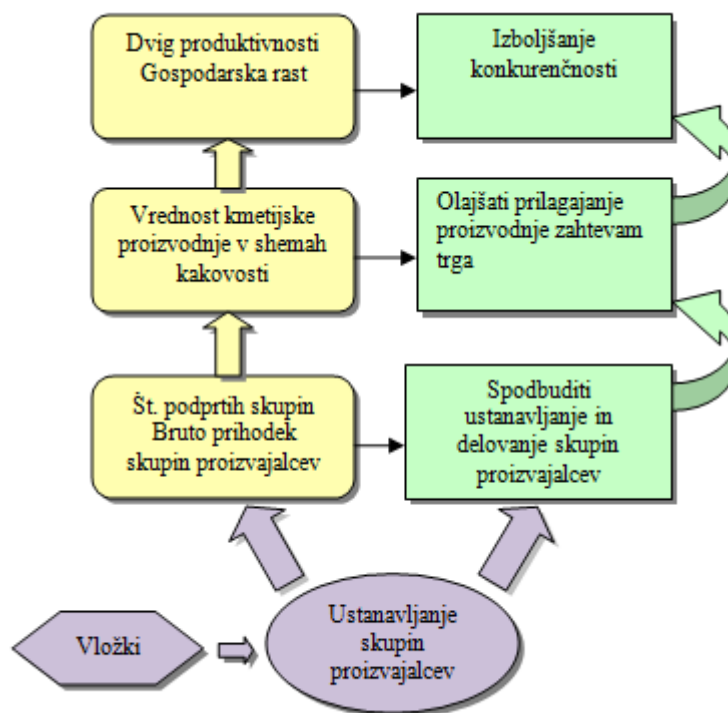 Dvig produktivnosti
Gospodarska rast
Izboljšanje
konkurenčnosti
Vrednost kmetijske
proizvodnje v shemah
kakovosti
Olajšati prilagajanje
proizvodnje zahtevam
trga
Št. podprtih skupin
Bruto prihodek
skupin proizvajalcev
Spodbuditi
ustanavljanje in
delovanje skupin
proizvajalcev
Vložki
Ustanavljanje
skupin
proizvajalcev